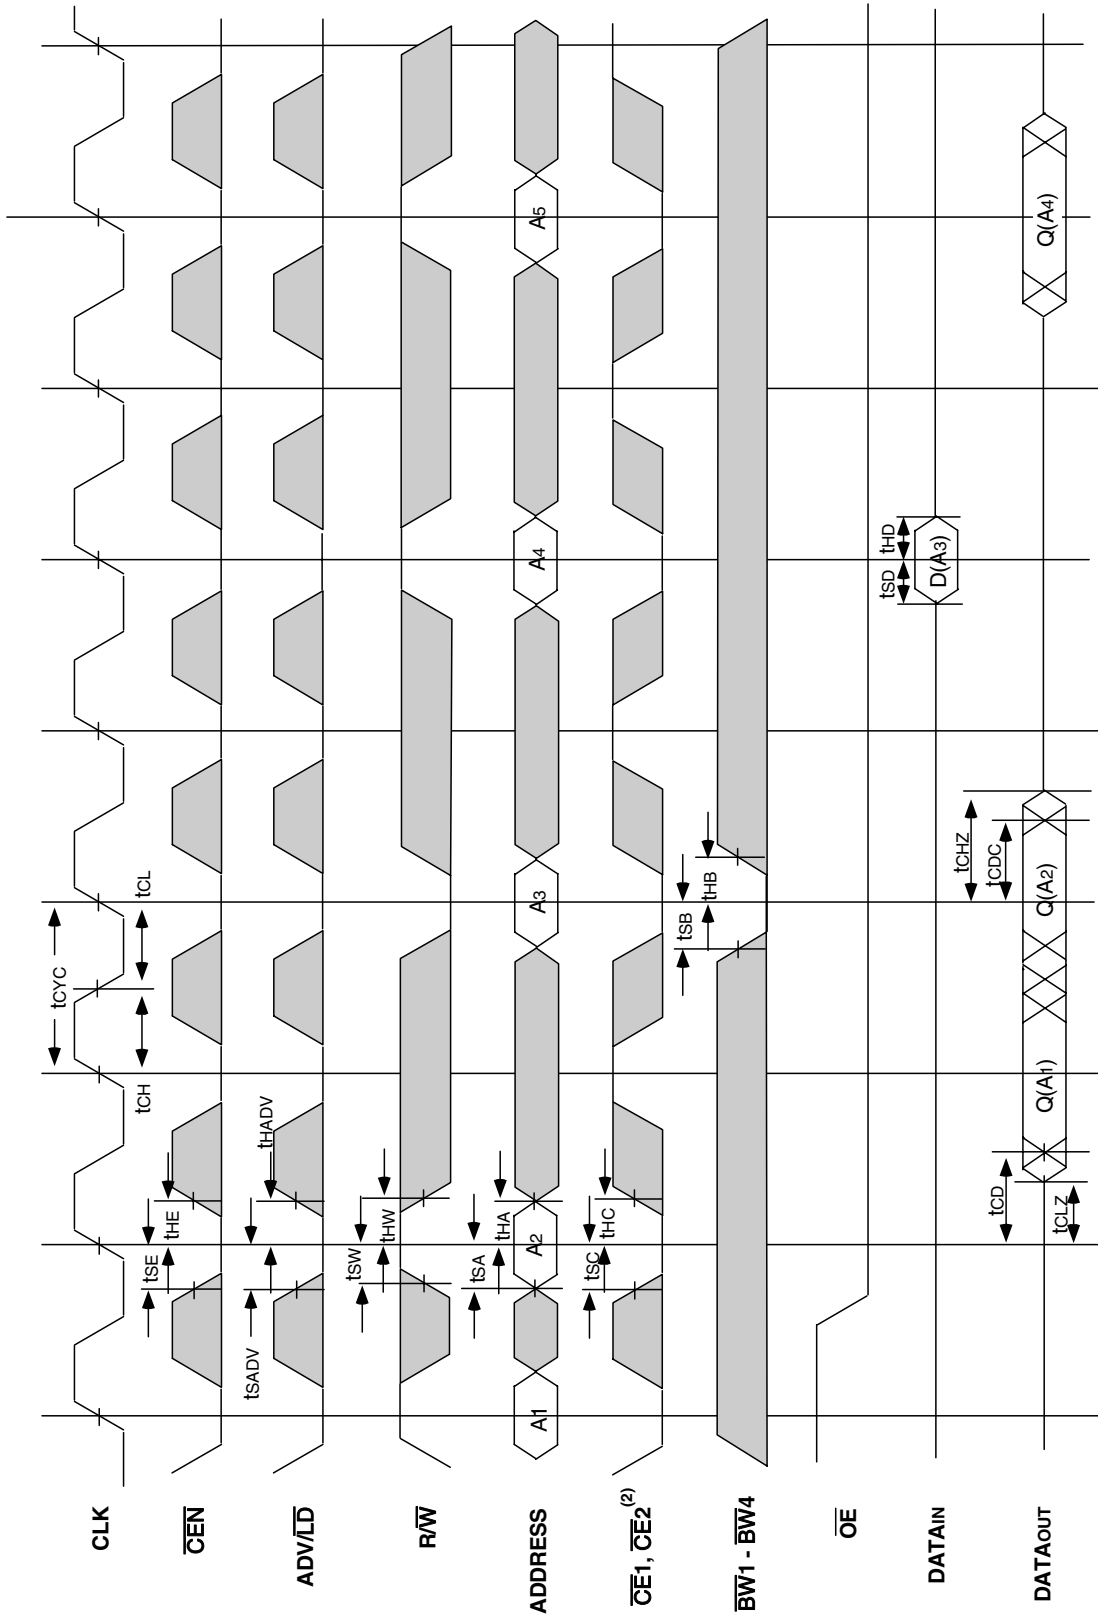 CLK
tCYC
tCH
tCL
CEN
tSE
tHE
ADV/LD
tSADV
tHADV
R/W
tSW
tHW
ADDRESS
A1
tSA
tHA
A2
A3
A4
A5
CE1, CE2(2)
tSC
tHC
BW1 - BW4
tSB
tHB
OE
DATAIN
tSD
tHD
D(A3)
DATAOUT
tCD
tCLZ
Q(A1)
Q(A2)
tCHZ
tCDC
Q(A4)